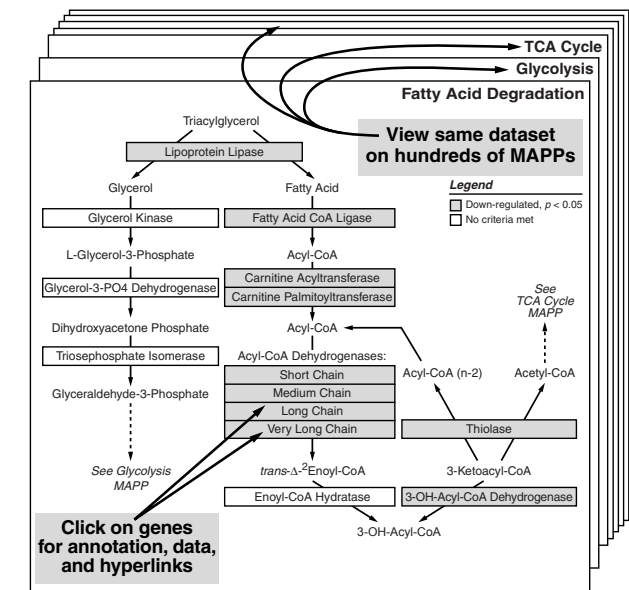 TCA Cycle
Glycolysis
Fatty Acid Degradation
View same dataset
on hundreds of MAPPs
Legend
Down-regulated, p < 0.05
No criteria met
Triacylglycerol
Lipoprotein Lipase
Glycerol
Fatty Acid
Glycerol Kinase
Fatty Acid CoA Ligase
L-Glycerol-3-Phosphate
Acyl-CoA
Glycerol-3-PO4 Dehydrogenase
Carnitine Acyltransferase
Carnitine Palmitoyltransferase
See
TCA Cycle
MAPP
Dihydroxyacetone Phosphate
Acyl-CoA
Triosephosphate Isomerase
Acyl-CoA Dehydrogenases:
Short Chain
Medium Chain
Long Chain
Very Long Chain
Acyl-CoA (n-2)
Acetyl-CoA
Glyceraldehyde-3-Phosphate
Thiolase
See Glycolysis
MAPP
trans-Δ-²Enoyl-CoA
3-Ketoacyl-CoA
Enoyl-CoA Hydratase
3-OH-Acyl-CoA Dehydrogenase
3-OH-Acyl-CoA
Click on genes
for annotation, data,
and hyperlinks